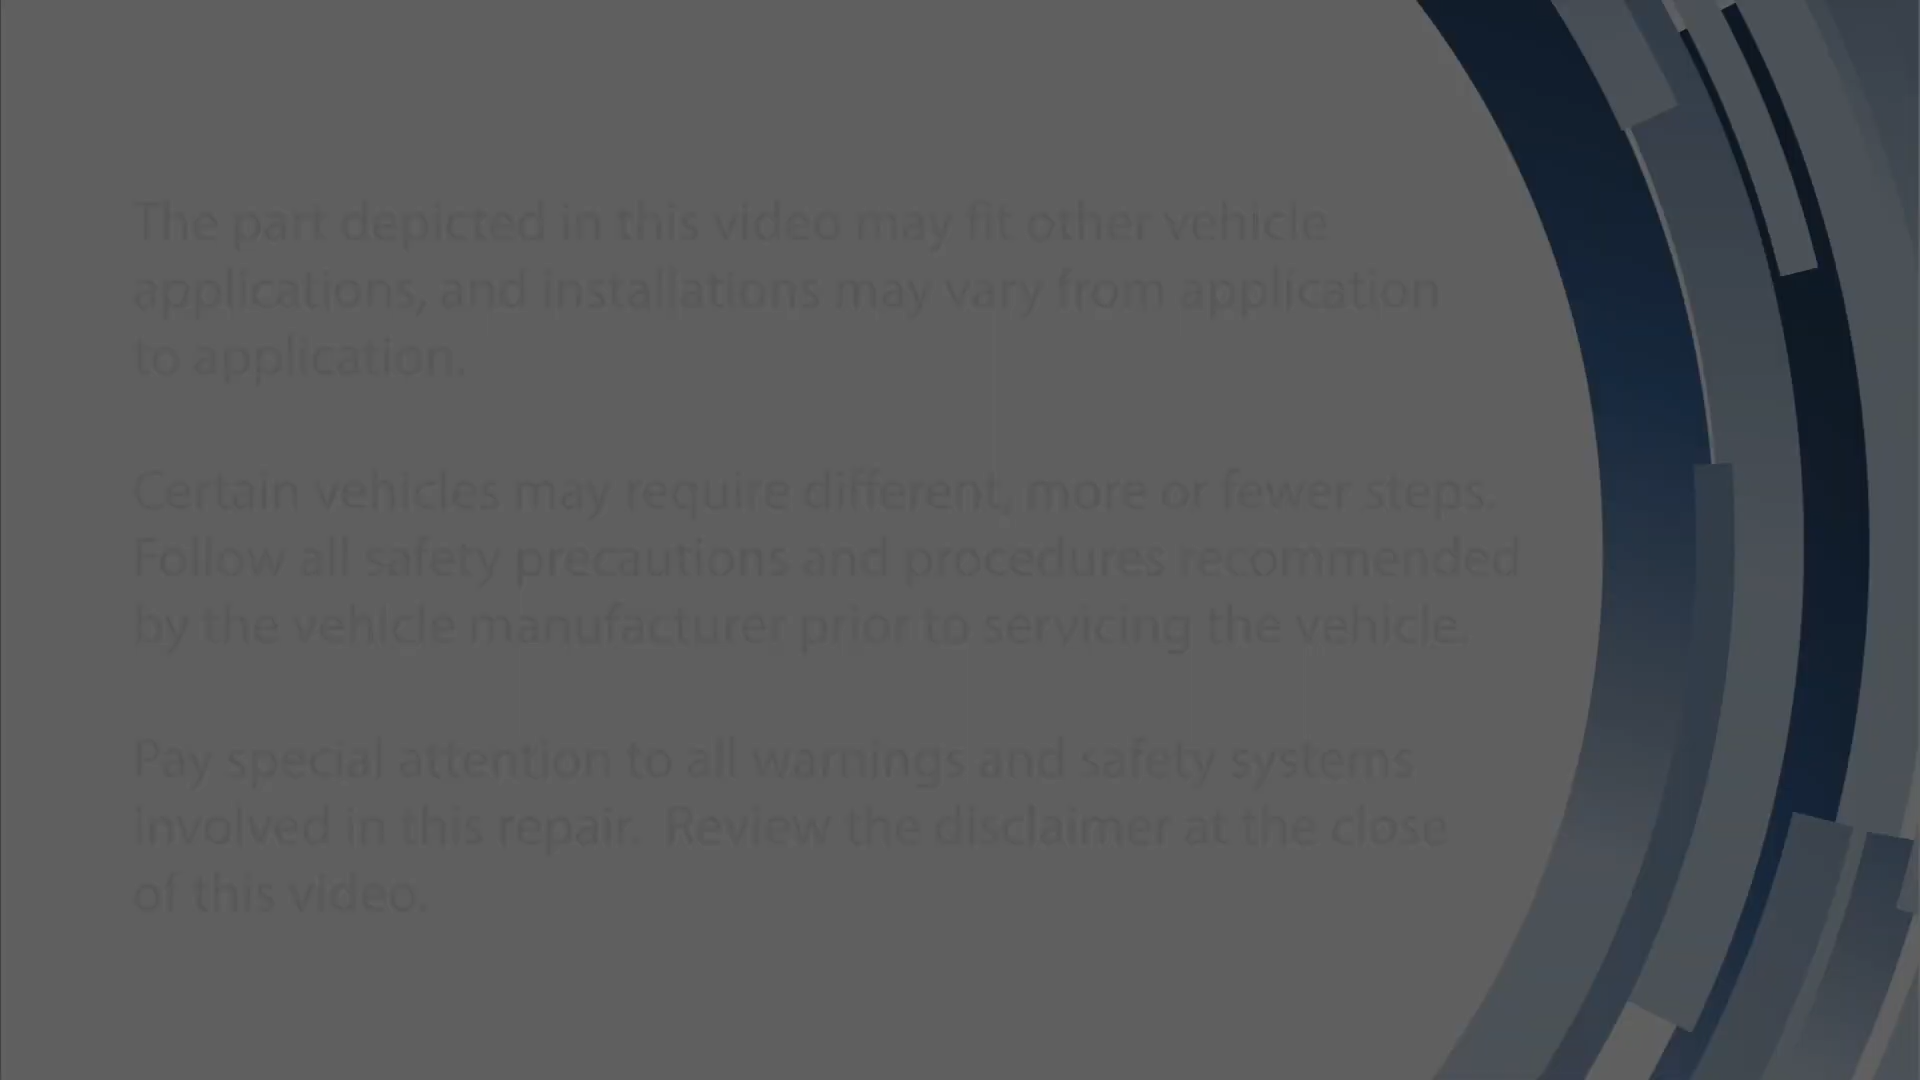 The part depicted in this video may fit other vehicle
applications, and installations may vary from application
to application.
Certain vehicles may require different, more or fewer steps.
Follow all safety precautions and procedures recommended
by the vehicle manufacturer prior to servicing the vehicle.
Pay special attention to all warnings and safety systems
involved in this repair.  Review the disclaimer at the close
of this video.